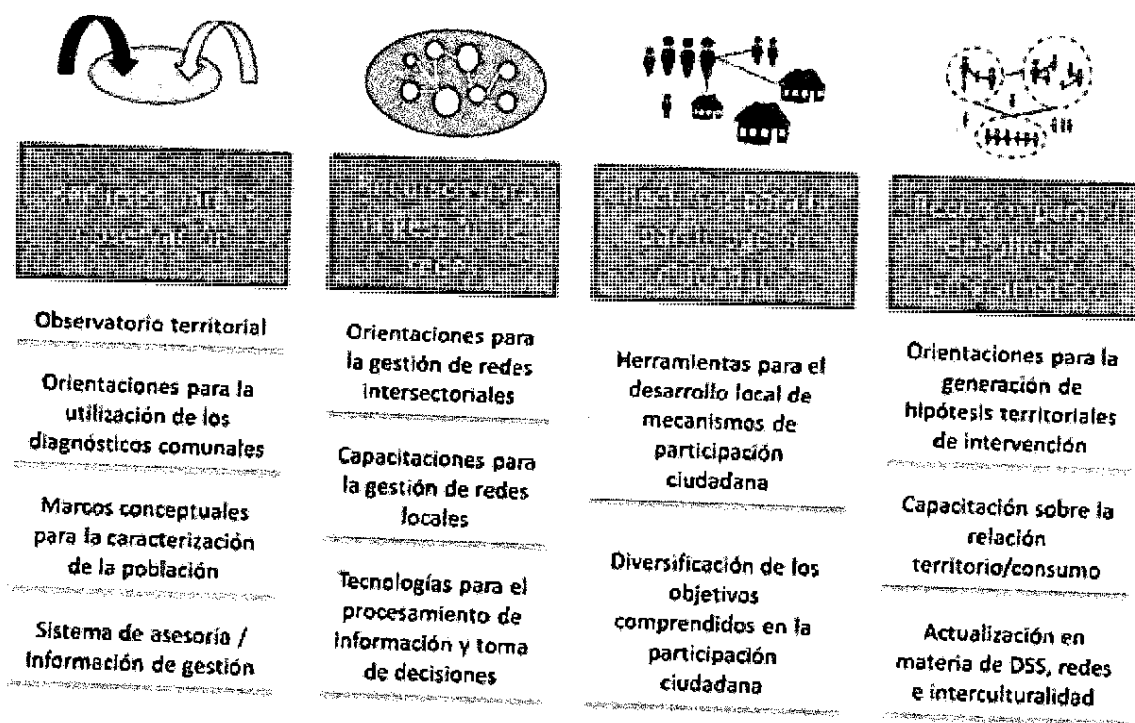 Observatorio territorial
Orientaciones para la
utilización de los
diagnósticos comunales
Marcos conceptuales
para la caracterización
de la población
Sistema de asesoría /
Información de gestión
Orientaciones para
la gestión de redes
intersectoriales
Capacitaciones para
la gestión de redes
locales
Tecnologías para el
procesamiento de
información y toma
de decisiones
Herramientas para el
desarrollo local de
mecanismos de
participación
ciudadana
Diversificación de los
objetivos
comprendidos en la
participación
ciudadana
Orientaciones para la
generación de
hipótesis territoriales
de intervención
Capacitación sobre la
relación
territorio/consumo
Actualización en
materia de DSS, redes
e interculturalidad